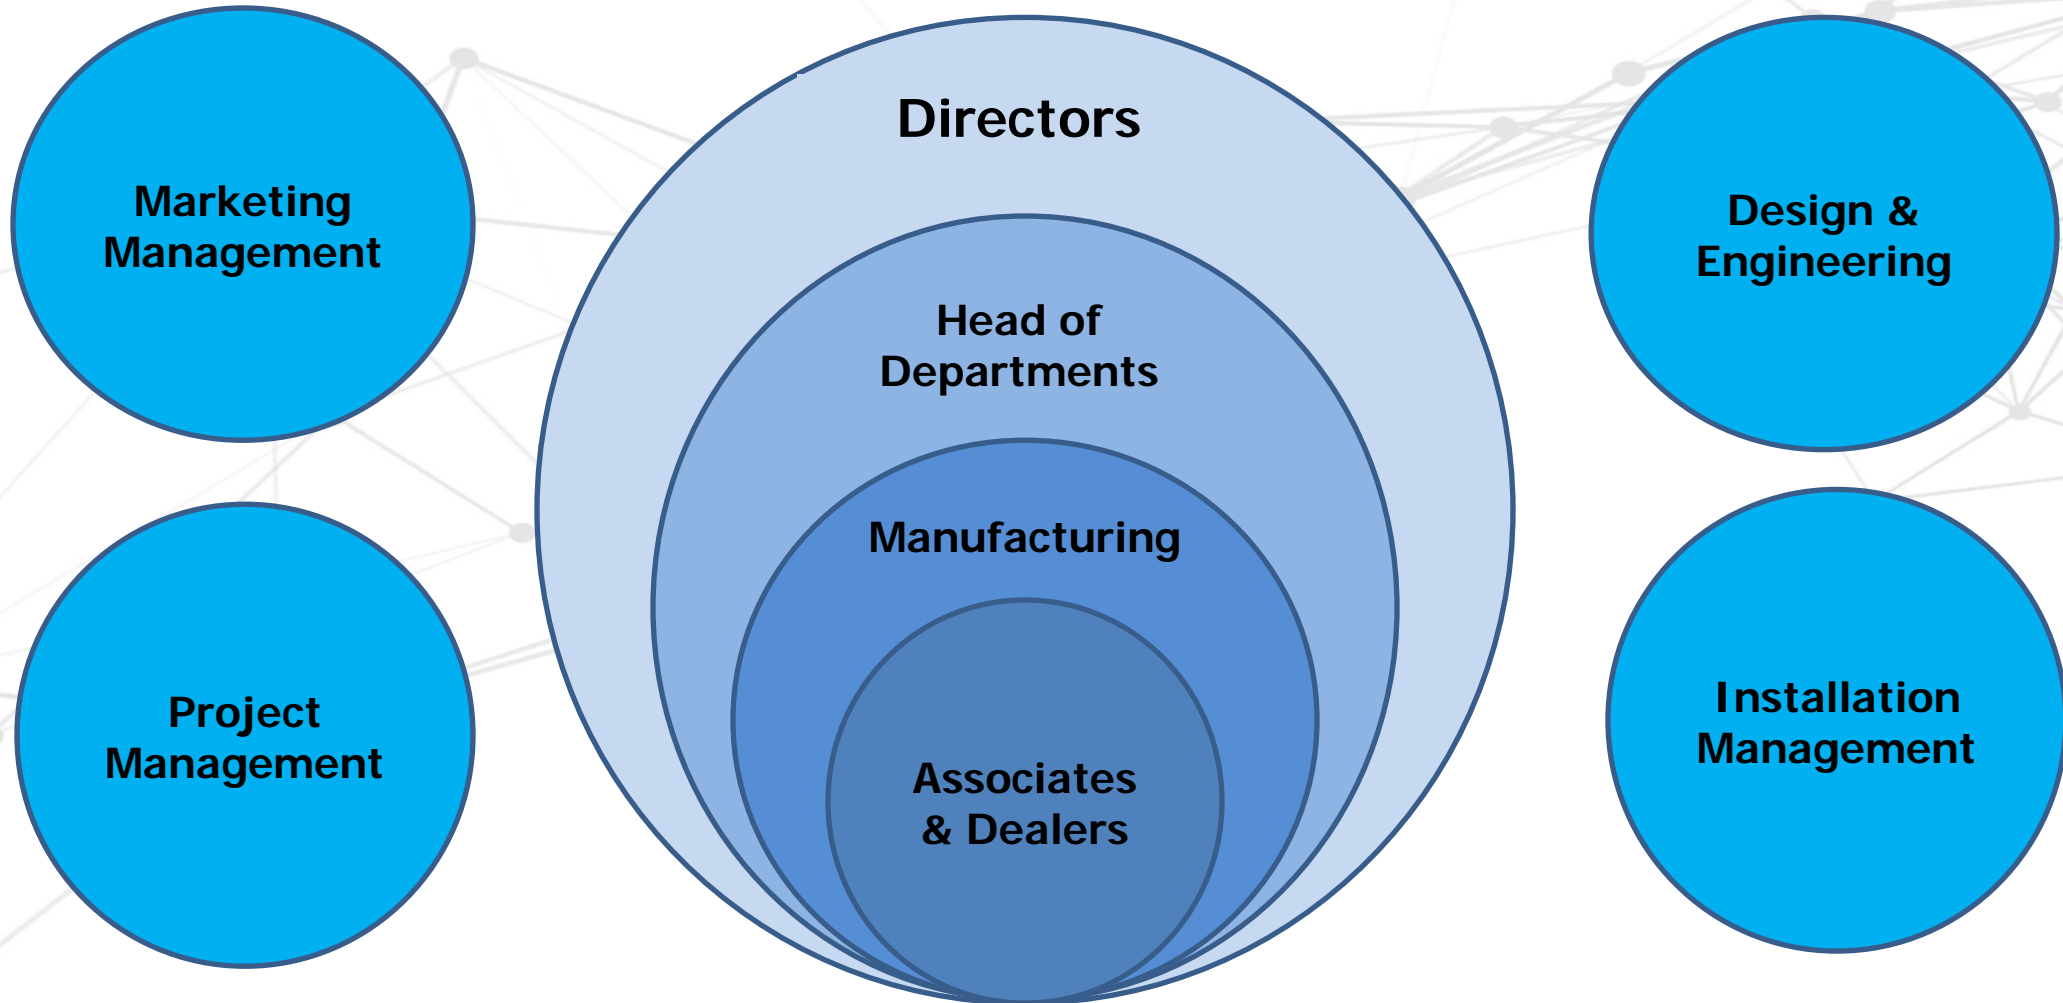 Marketing
Management
Project
Management
Directors
Head of
Departments
Manufacturing
Associates
& Dealers
Design &
Engineering
Installation
Management